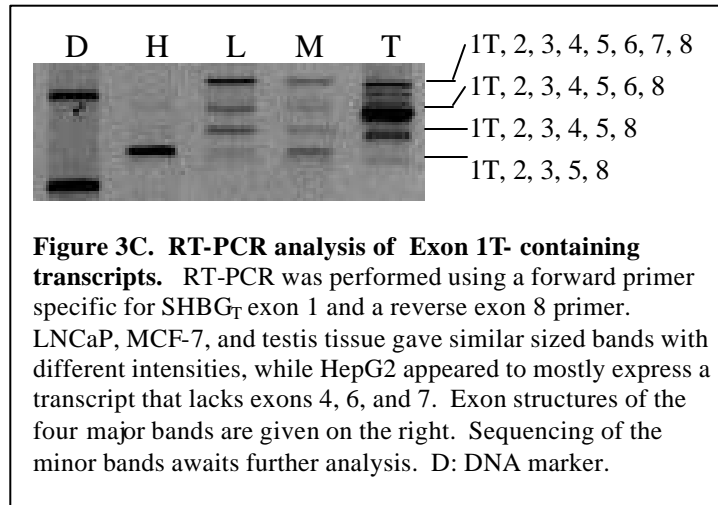 D H L M T
1T, 2, 3, 4, 5, 6, 7, 8
1T, 2, 3, 4, 5, 6, 8
1T, 2, 3, 4, 5, 8
1T, 2, 3, 5, 8
Figure 3C. RT-PCR analysis of Exon 1T- containing
transcripts. RT-PCR was performed using a forward primer
specific for SHBGT exon 1 and a reverse exon 8 primer.
LNCaP, MCF-7, and testis tissue gave similar sized bands with
different intensities, while HepG2 appeared to mostly express a
transcript that lacks exons 4, 6, and 7. Exon structures of the
four major bands are given on the right. Sequencing of the
minor bands awaits further analysis. D: DNA marker.